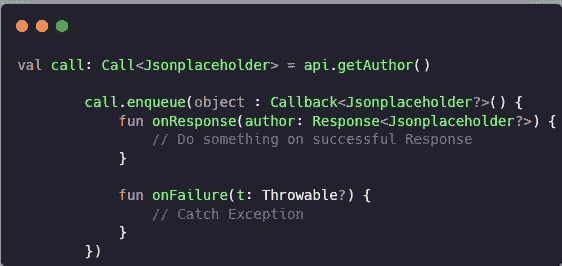 val call: Call<Jsonplaceholder> = api.getAuthor()
call.enqueue(object : Callback<Jsonplaceholder?>() {
fun onResponse(author: Response<Jsonplaceholder?>) {
// Do something on successful Response
}
fun onFailure(t: Throwable?) {
// Catch Exception
}
})